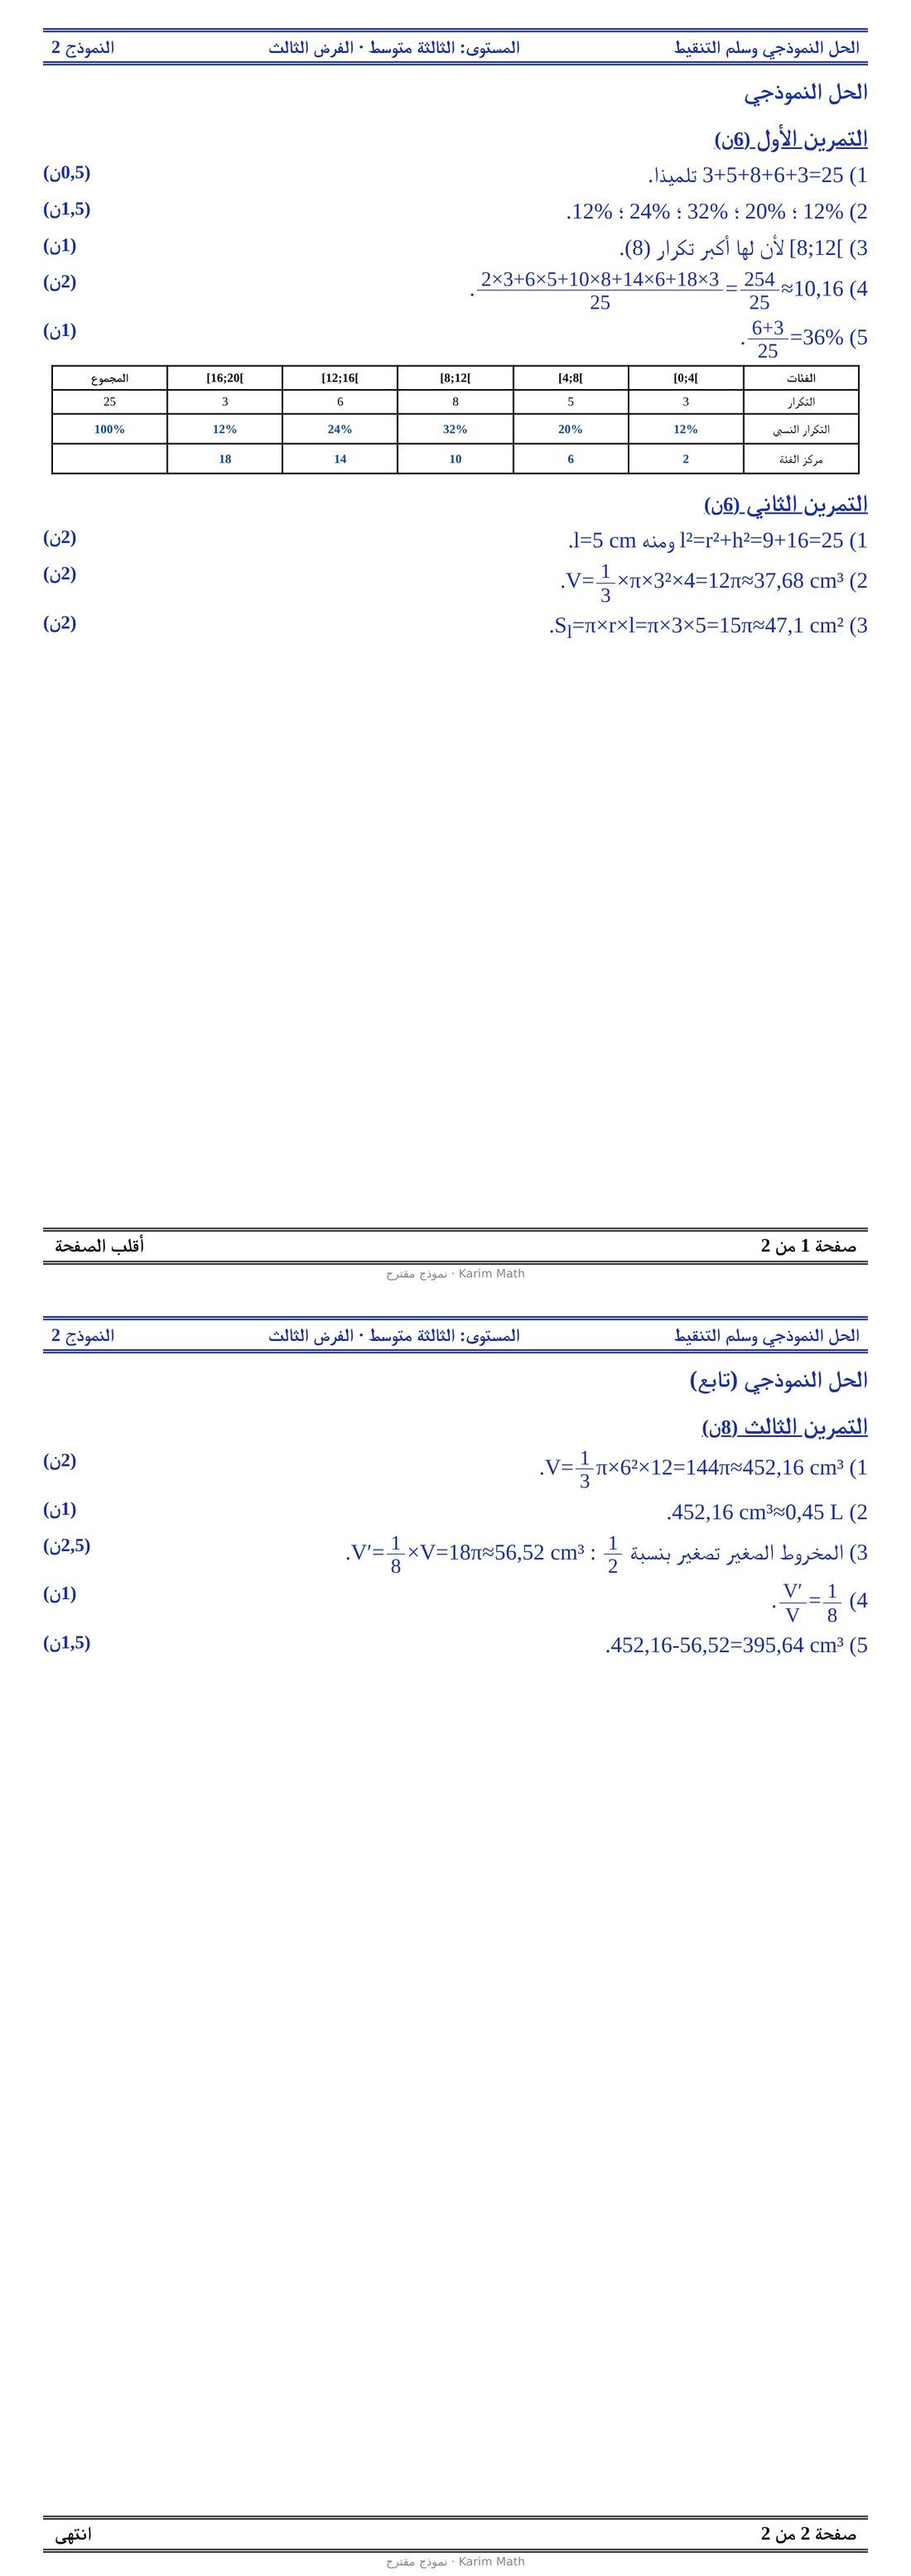 الحل النموذجي وسلم التنقيط المستوى: الثالثة متوسط · الفرض الثالث النموذج 2
الحل النموذجي
التمرين الأول (6ن)
1) 3+5+8+6+3=25 تلميذا. (0,5ن)
2) 12% ؛ 20% ؛ 32% ؛ 24% ؛ 12%. (1,5ن)
3) [8;12[ لأن لها أكبر تكرار (8). (1ن)
4) (2×3+6×5+10×8+14×6+18×3)/25=254/25≈10,16. (2ن)
5) (6+3)/25=36%. (1ن)
الفئات [0;4[ [4;8[ [8;12[ [12;16[ [16;20[ المجموع
التكرار 3 5 8 6 3 25
التكرار النسبي 12% 20% 32% 24% 12% 100%
مركز الفئة 2 6 10 14 18
التمرين الثاني (6ن)
1) l²=r²+h²=9+16=25 ومنه l=5 cm. (2ن)
2) V=1/3×π×3²×4=12π≈37,68 cm³. (2ن)
3) Sl=π×r×l=π×3×5=15π≈47,1 cm². (2ن)
صفحة 1 من 2 أقلب الصفحة
Karim Math · نموذج مقترح
الحل النموذجي وسلم التنقيط المستوى: الثالثة متوسط · الفرض الثالث النموذج 2
الحل النموذجي (تابع)
التمرين الثالث (8ن)
1) V=1/3π×6²×12=144π≈452,16 cm³. (2ن)
2) 452,16 cm³≈0,45 L. (1ن)
3) المخروط الصغير تصغير بنسبة 1/2 : V′=1/8×V=18π≈56,52 cm³. (2,5ن)
4) V′/V=1/8. (1ن)
5) 452,16-56,52=395,64 cm³. (1,5ن)
صفحة 2 من 2 انتهى
Karim Math · نموذج مقترح